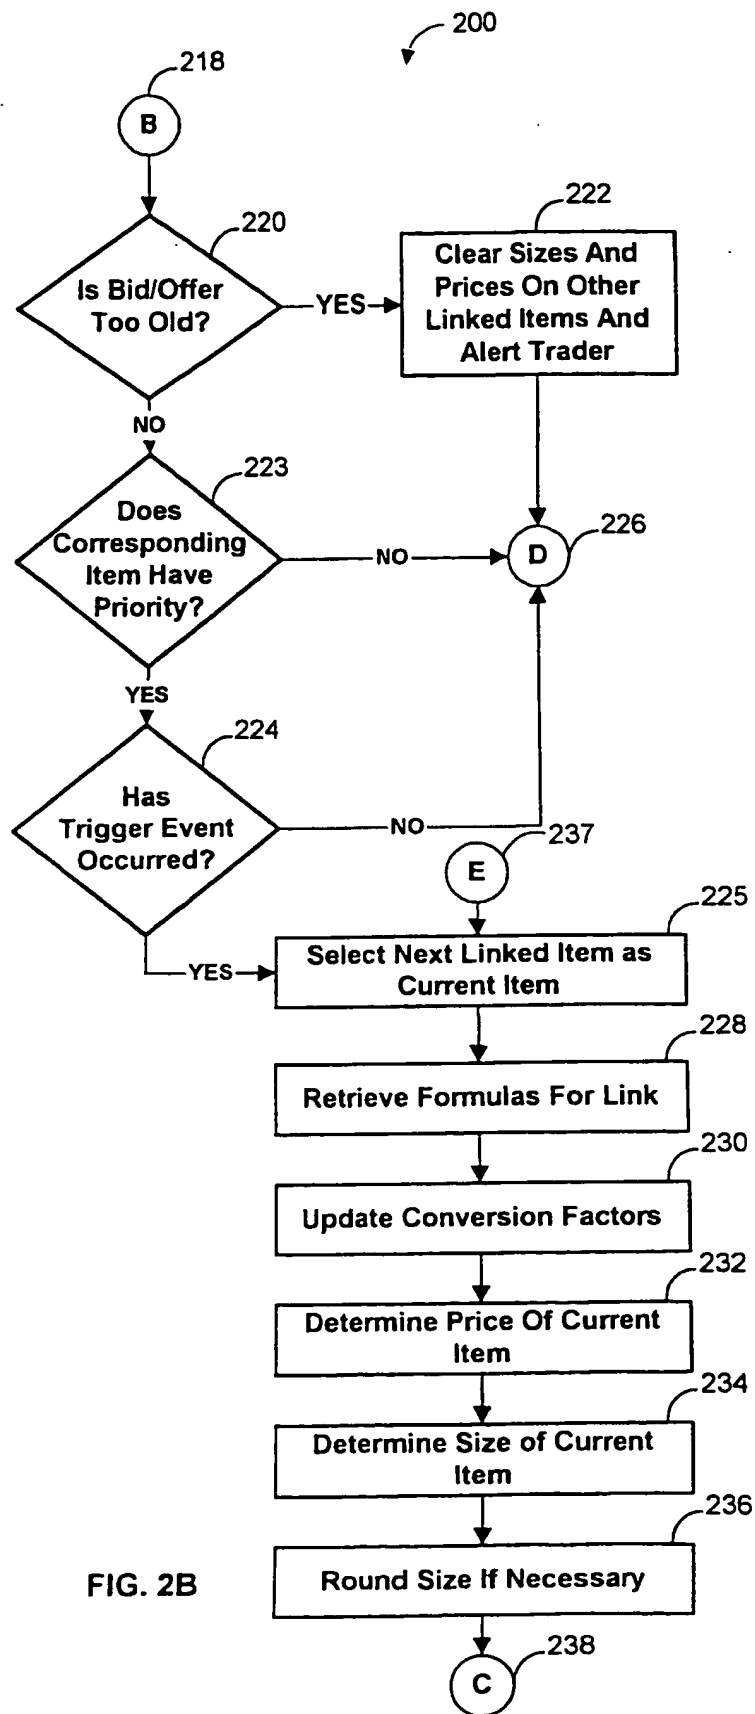 200
218
B
220
Is Bid/Offer
Too Old?
YES
222
Clear Sizes And
Prices On Other
Linked Items And
Alert Trader
NO
223
Does
Corresponding
Item Have
Priority?
NO
226
D
YES
224
Has
Trigger Event
Occurred?
NO
237
E
YES
225
Select Next Linked Item as
Current Item
228
Retrieve Formulas For Link
230
Update Conversion Factors
232
Determine Price Of Current
Item
234
Determine Size of Current
Item
236
Round Size If Necessary
FIG. 2B
238
C